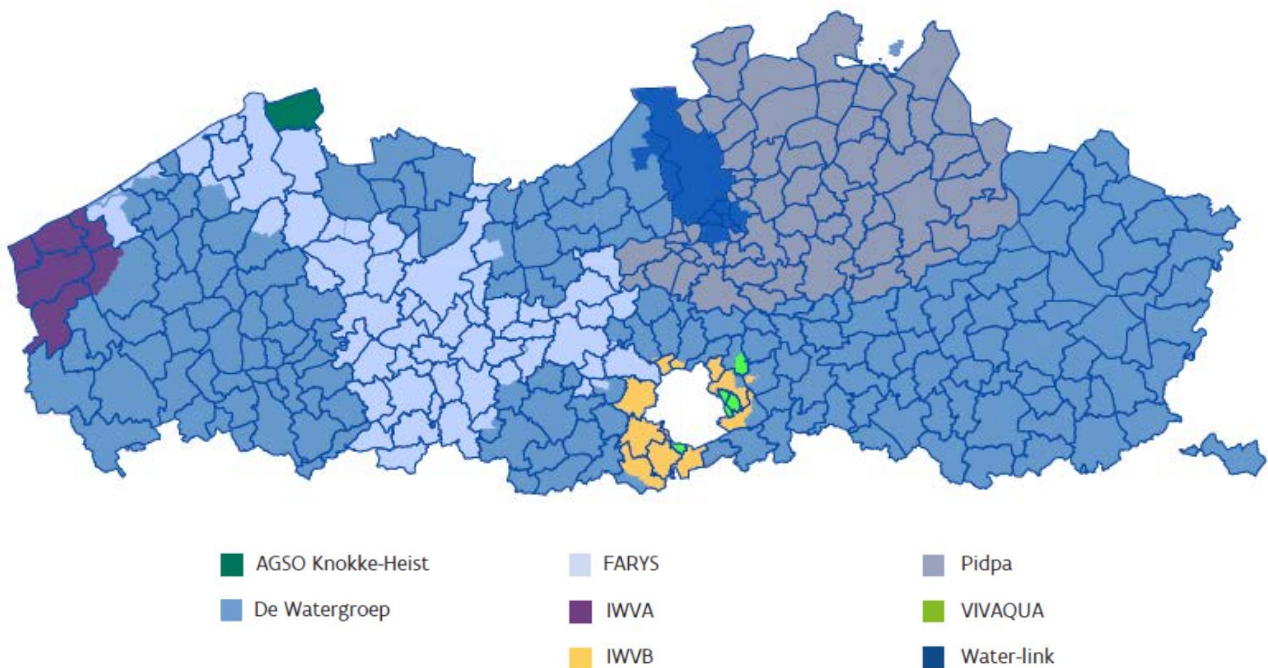 AGSO Knokke-Heist
De Watergroep
FARYS
IWVA
IWVB
Pidpa
VIVAQUA
Water-link